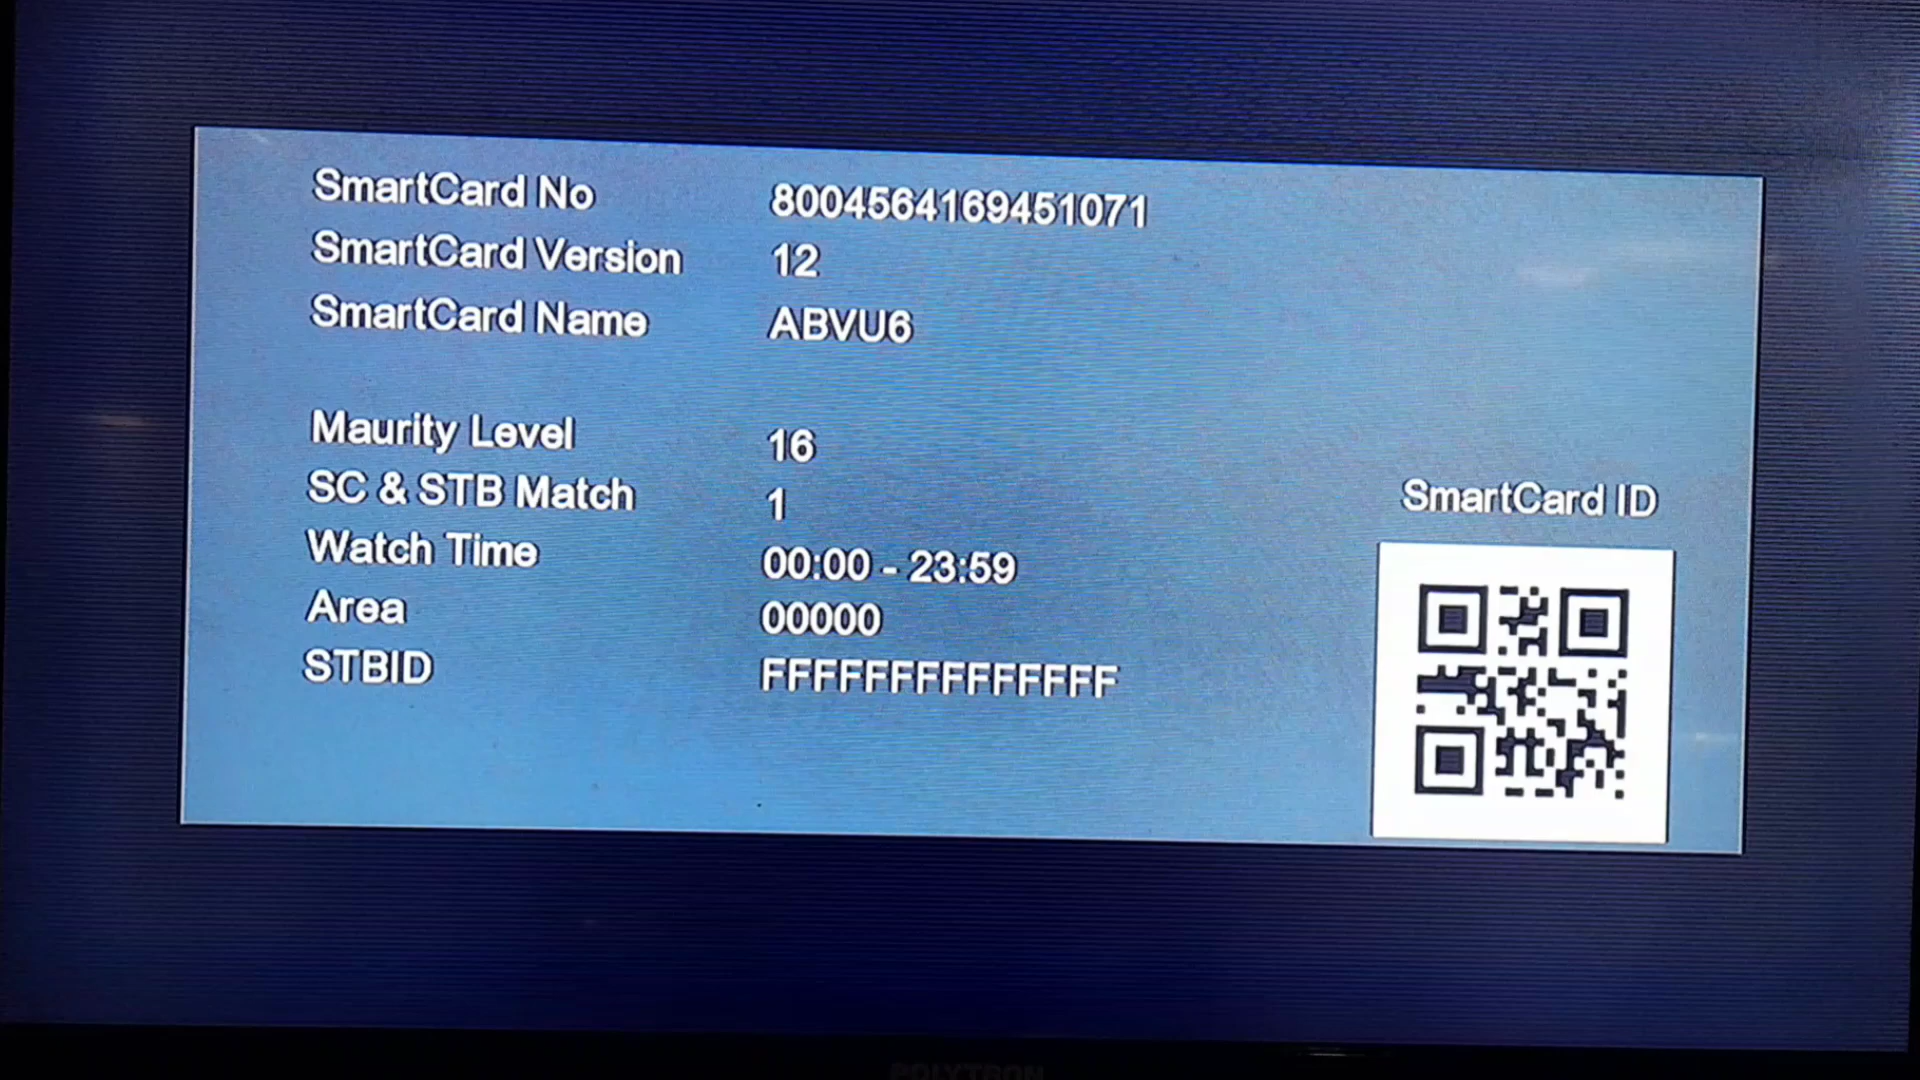 SmartCard No 8004564169451071
SmartCard Version 12
SmartCard Name ABVU6
Maurity Level 16
SC & STB Match 1
Watch Time 00:00 - 23:59
Area 00000
STBID FFFFFFFFFFFFFF
SmartCard ID
POLYTRON